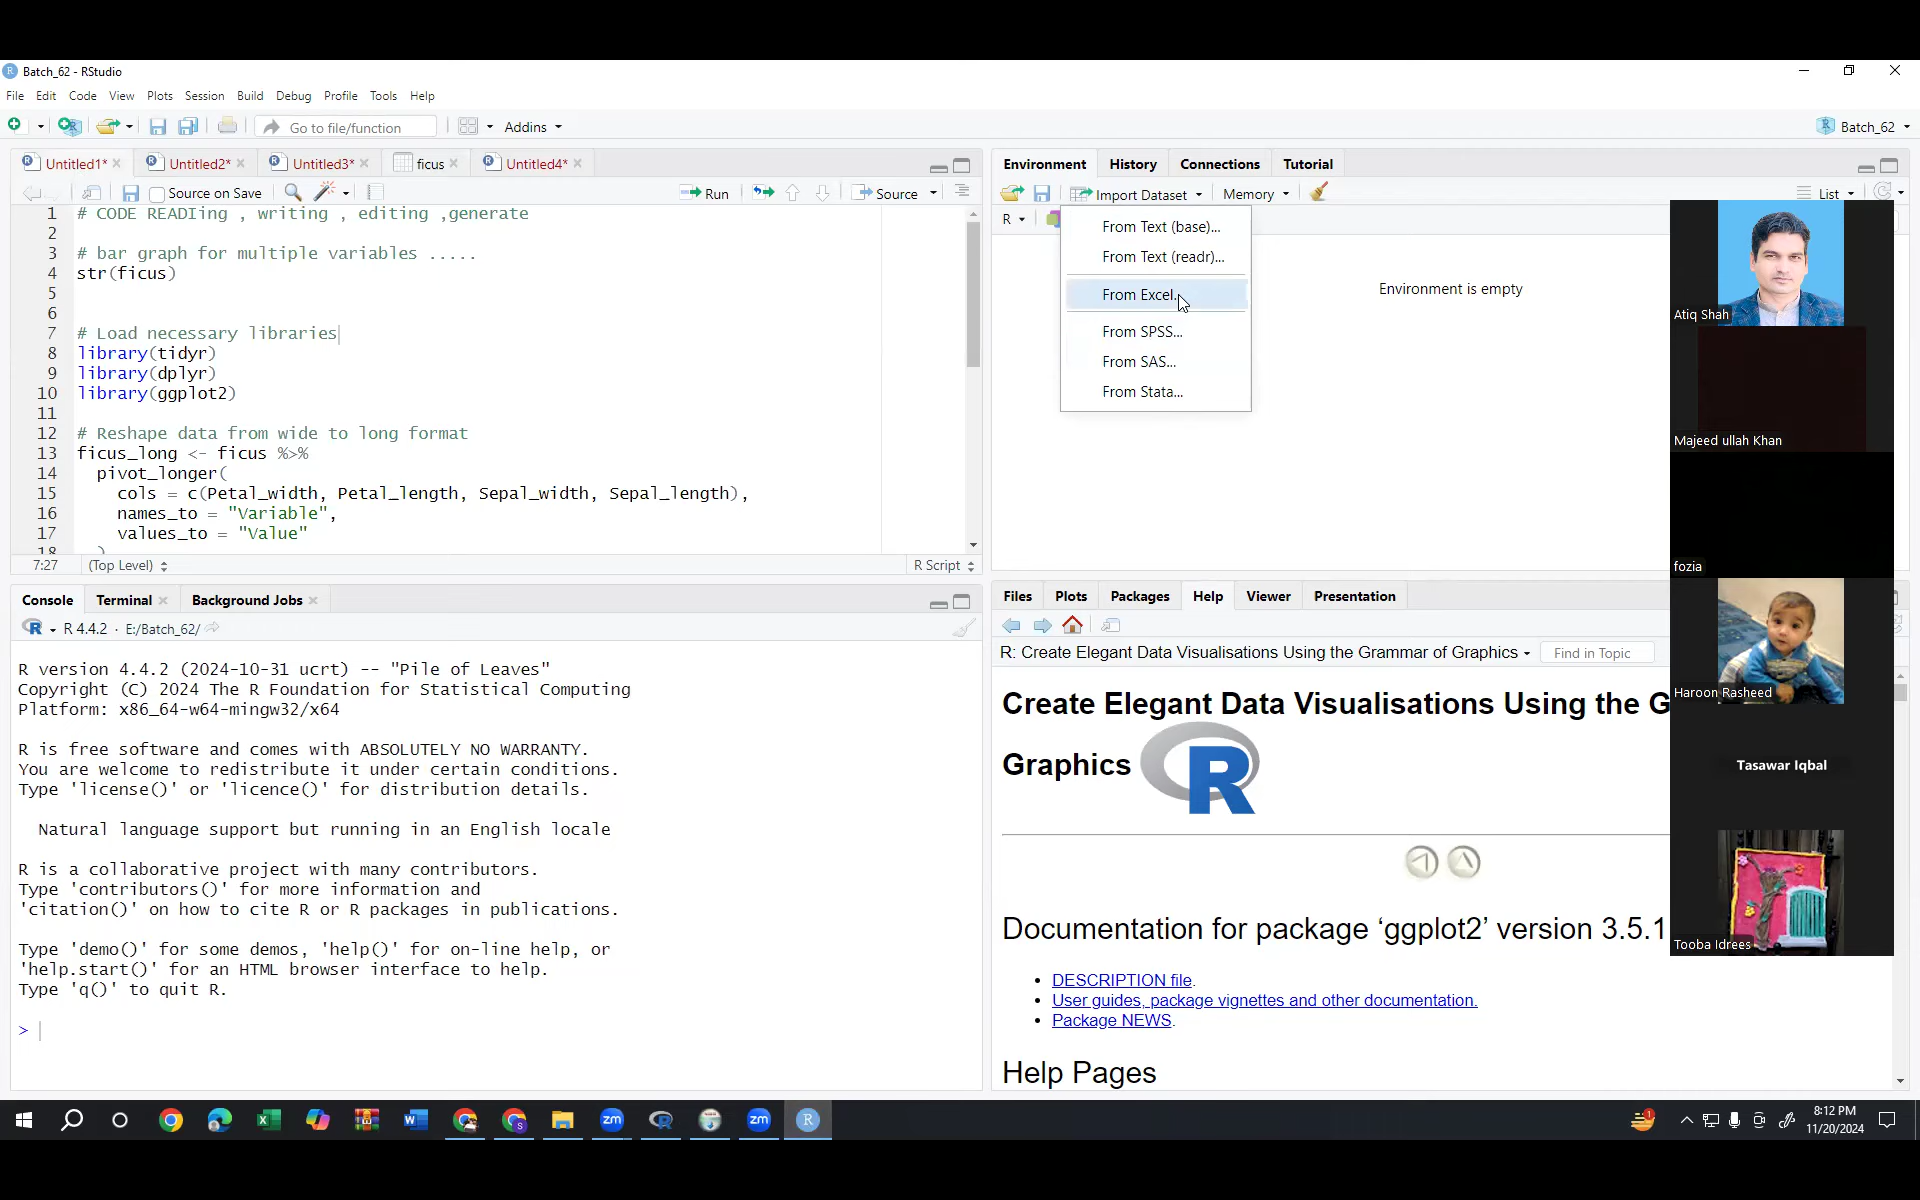 Batch_62 - RStudio
File Edit Code View Plots Session Build Debug Profile Tools Help
Go to file/function Addins Batch_62
Untitled1* Untitled2* Untitled3* ficus Untitled4*
Source on Save Run Source
1 # CODE READIing , writing , editing ,generate
2
3 # bar graph for multiple variables .....
4 str(ficus)
5
6
7 # Load necessary libraries
8 library(tidyr)
9 library(dplyr)
10 library(ggplot2)
11
12 # Reshape data from wide to long format
13 ficus_long <- ficus %>%
14 pivot_longer(
15 cols = c(Petal_width, Petal_length, Sepal_width, Sepal_length),
16 names_to = "Variable",
17 values_to = "Value"
18 )
7:27 (Top Level) R Script
Console Terminal Background Jobs
R 4.4.2 · E:/Batch_62/
R version 4.4.2 (2024-10-31 ucrt) -- "Pile of Leaves"
Copyright (C) 2024 The R Foundation for Statistical Computing
Platform: x86_64-w64-mingw32/x64
R is free software and comes with ABSOLUTELY NO WARRANTY.
You are welcome to redistribute it under certain conditions.
Type 'license()' or 'licence()' for distribution details.
Natural language support but running in an English locale
R is a collaborative project with many contributors.
Type 'contributors()' for more information and
'citation()' on how to cite R or R packages in publications.
Type 'demo()' for some demos, 'help()' for on-line help, or
'help.start()' for an HTML browser interface to help.
Type 'q()' to quit R.
>
Environment History Connections Tutorial
Import Dataset Memory List
R
From Text (base)...
From Text (readr)...
From Excel...
From SPSS...
From SAS...
From Stata...
Environment is empty
Files Plots Packages Help Viewer Presentation
R: Create Elegant Data Visualisations Using the Grammar of Graphics Find in Topic
Create Elegant Data Visualisations Using the G
Graphics R
Documentation for package ‘ggplot2’ version 3.5.1
DESCRIPTION file.
User guides, package vignettes and other documentation.
Package NEWS.
Help Pages
Atiq Shah
Majeed ullah Khan
fozia
Haroon Rasheed
Tasawar Iqbal
Tooba Idrees
zm zm
8:12 PM
11/20/2024